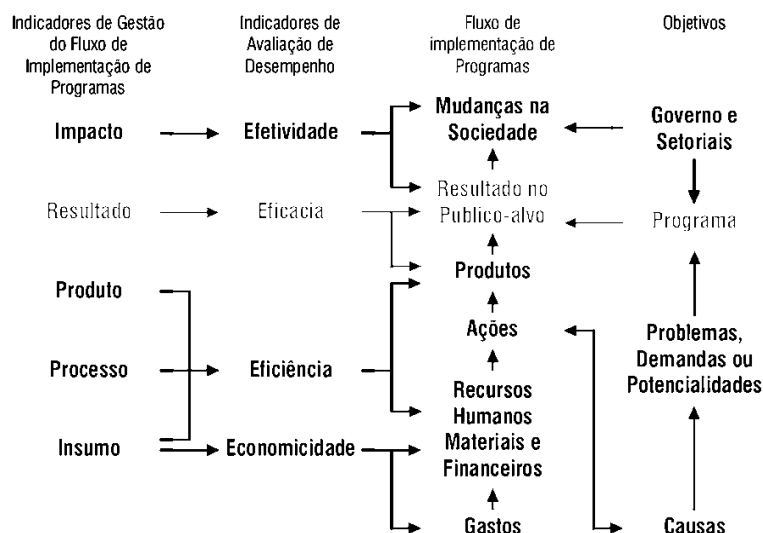 Indicadores de Gestão
do Fluxo de
Implementação de
Programas
Indicadores de
Avaliação de
Desempenho
Fluxo de
implementação de
Programas
Objetivos
Impacto
Efetividade
Mudanças na
Sociedade
Governo e
Setoriais
Resultado
Eficacia
Resultado no
Publico-alvo
Programa
Produto
Produtos
Ações
Problemas,
Demandas ou
Potencialidades
Processo
Eficiência
Recursos
Humanos
Materiais e
Financeiros
Insumo
Economicidade
Gastos
Causas